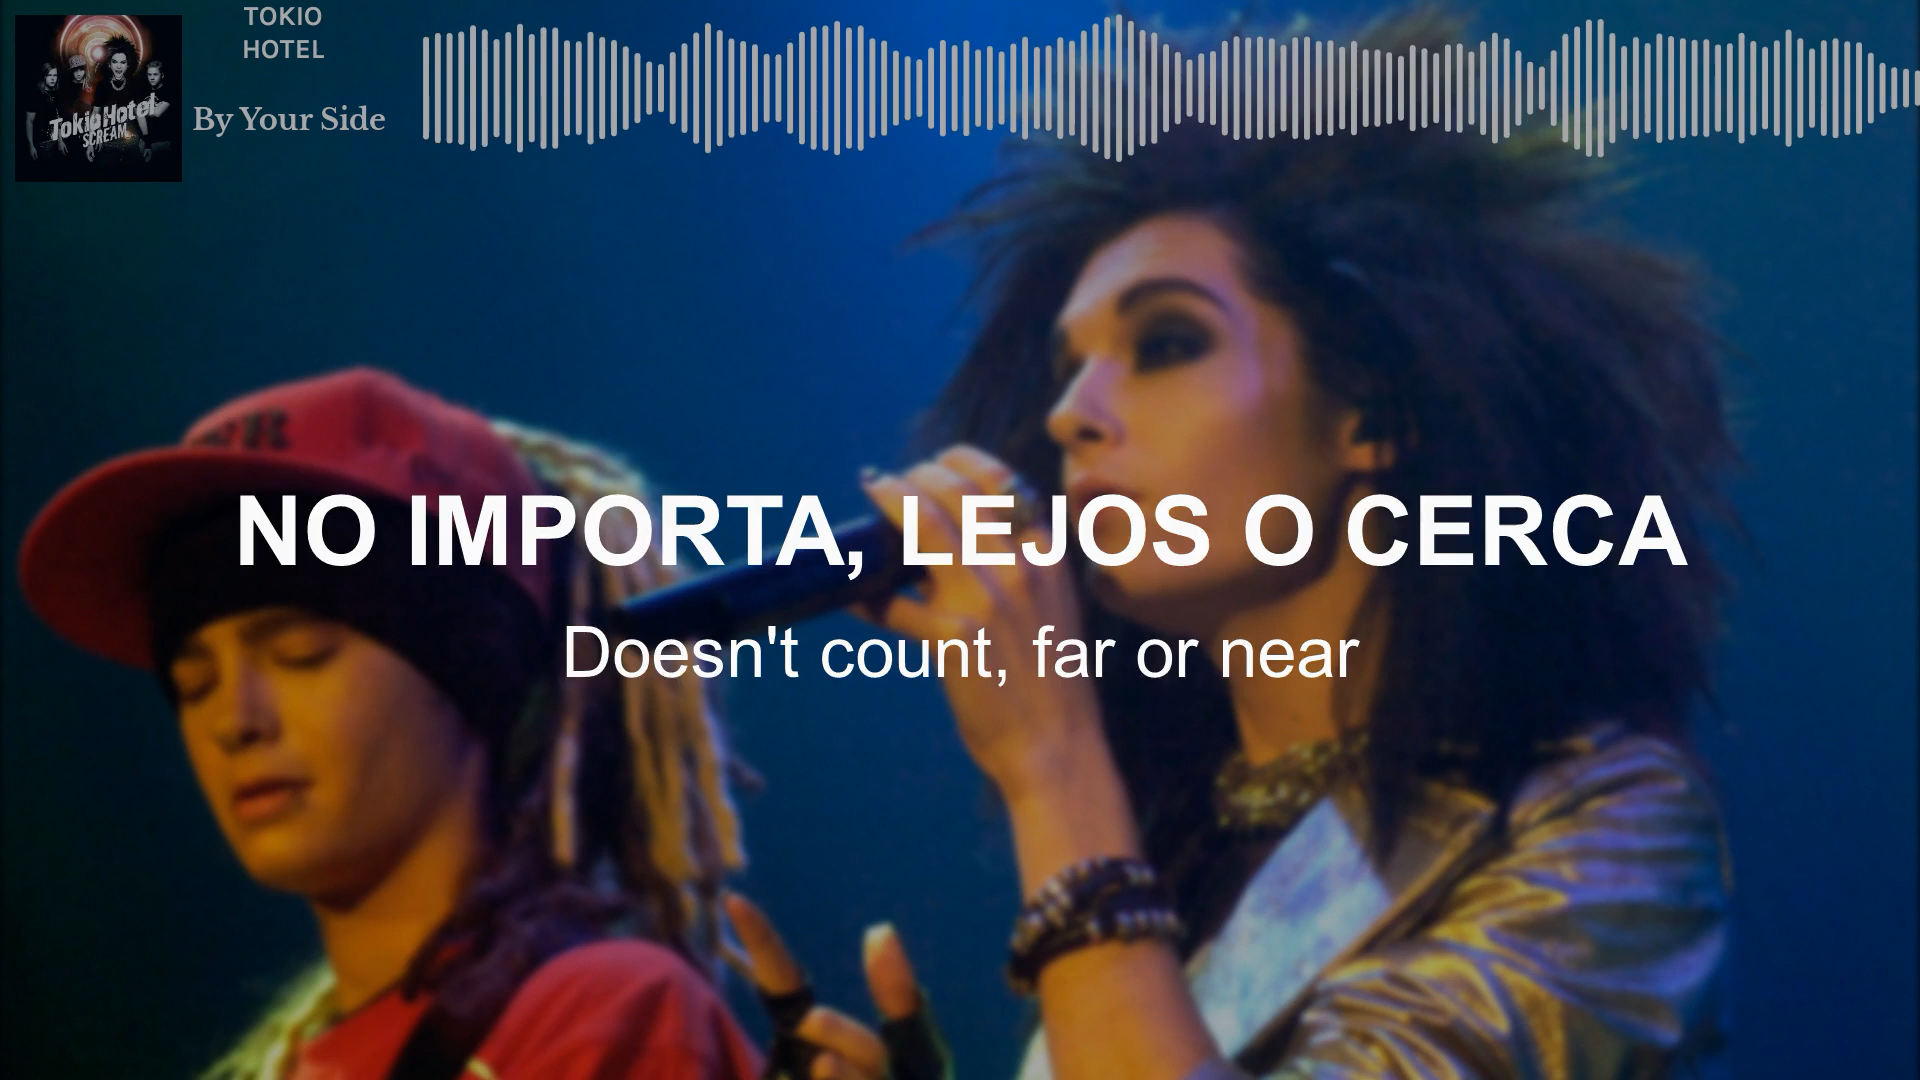 TOKIO
HOTEL
Tokio Hotel
SCREAM
By Your Side
NO IMPORTA, LEJOS O CERCA
Doesn't count, far or near